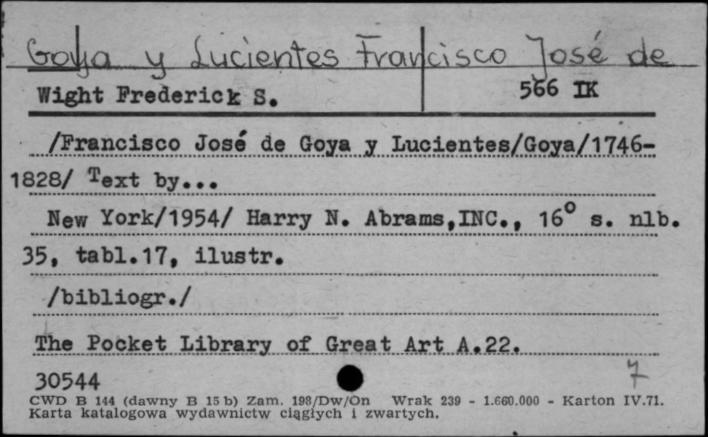 Goya y Lucientes Francisco José de
Wight Frederick S. 566 IK
/Francisco José de Goya y Lucientes/Goya/1746-
1828/ Text by...
New York/1954/ Harry N. Abrams,INC., 16° s. nlb.
35, tabl.17, ilustr.
/bibliogr./
The Pocket Library of Great Art A.22.
30544 7
CWD B 144 (dawny B 15 b) Zam. 198/Dw/On Wrak 239 - 1.660.000 - Karton IV.71.
Karta katalogowa wydawnictw ciągłych i zwartych.